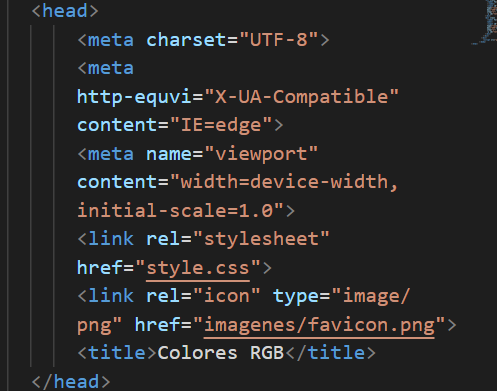 <head>
<meta charset="UTF-8">
<meta
http-equvi="X-UA-Compatible"
content="IE=edge">
<meta name="viewport"
content="width=device-width,
initial-scale=1.0">
<link rel="stylesheet"
href="style.css">
<link rel="icon" type="image/
png" href="imagenes/favicon.png">
<title>Colores RGB</title>
</head>